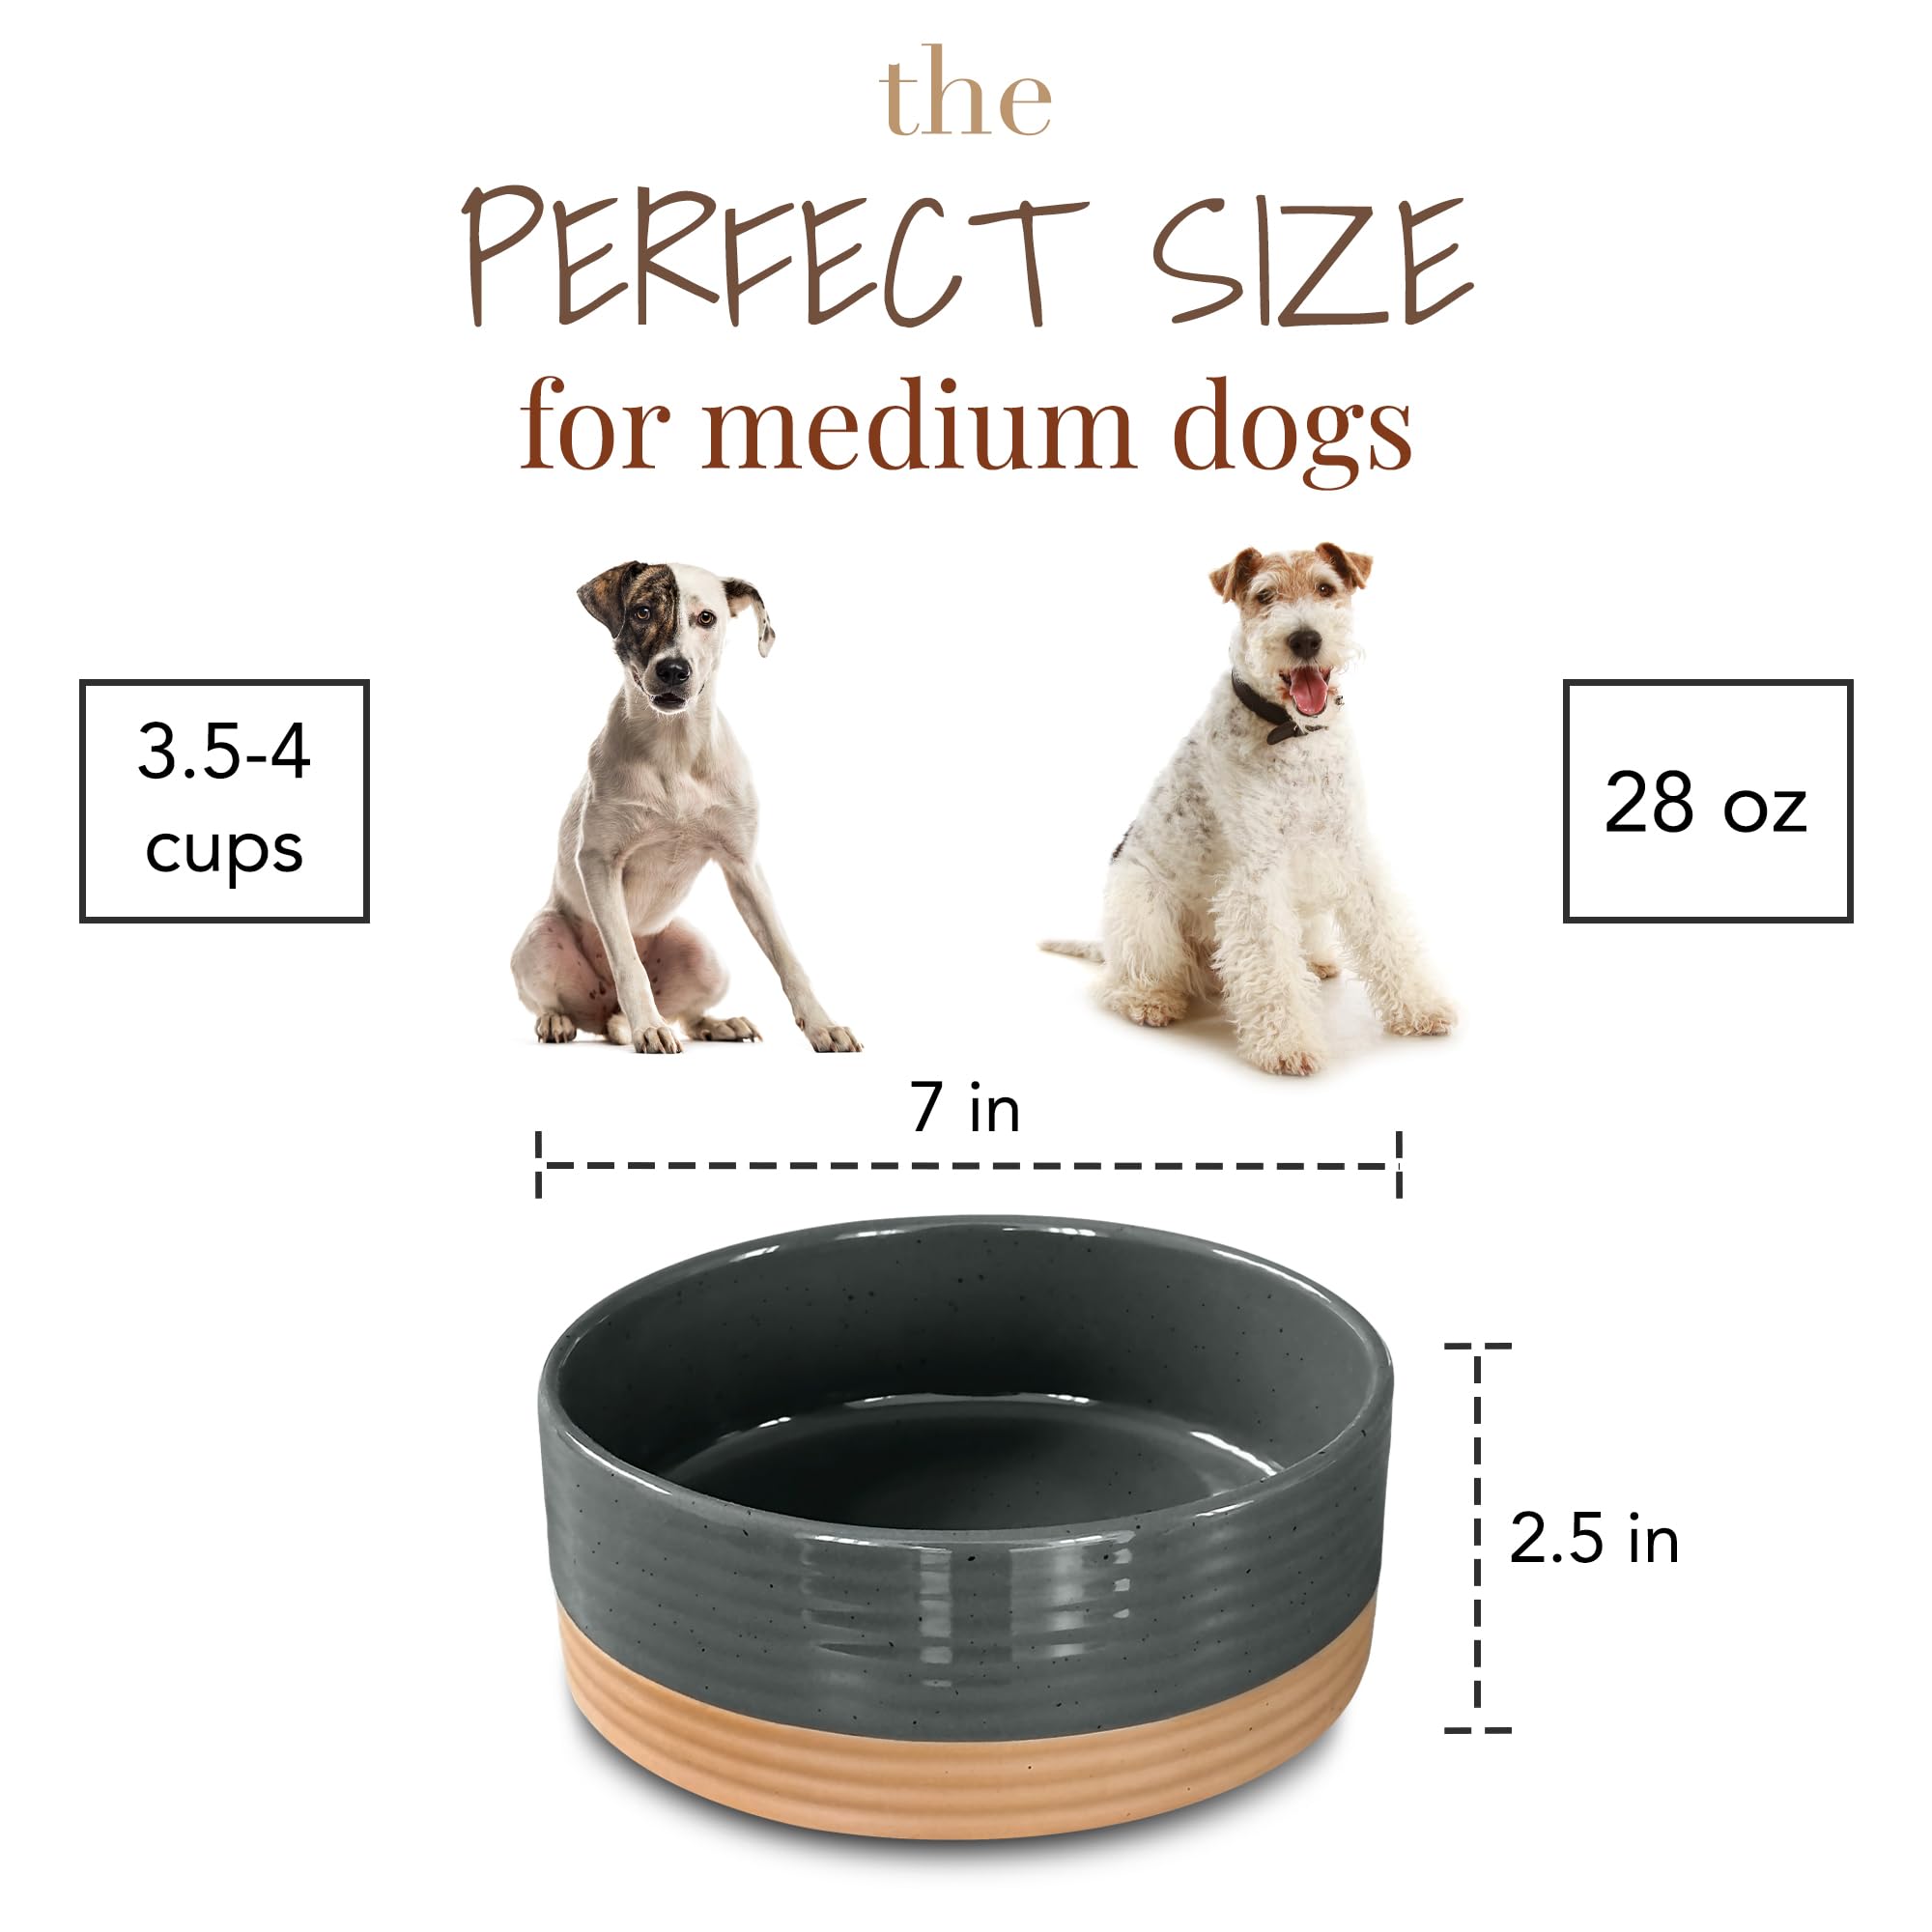 the
PERFECT SIZE
for medium dogs
3.5-4
cups
28 oz
7 in
2.5 in